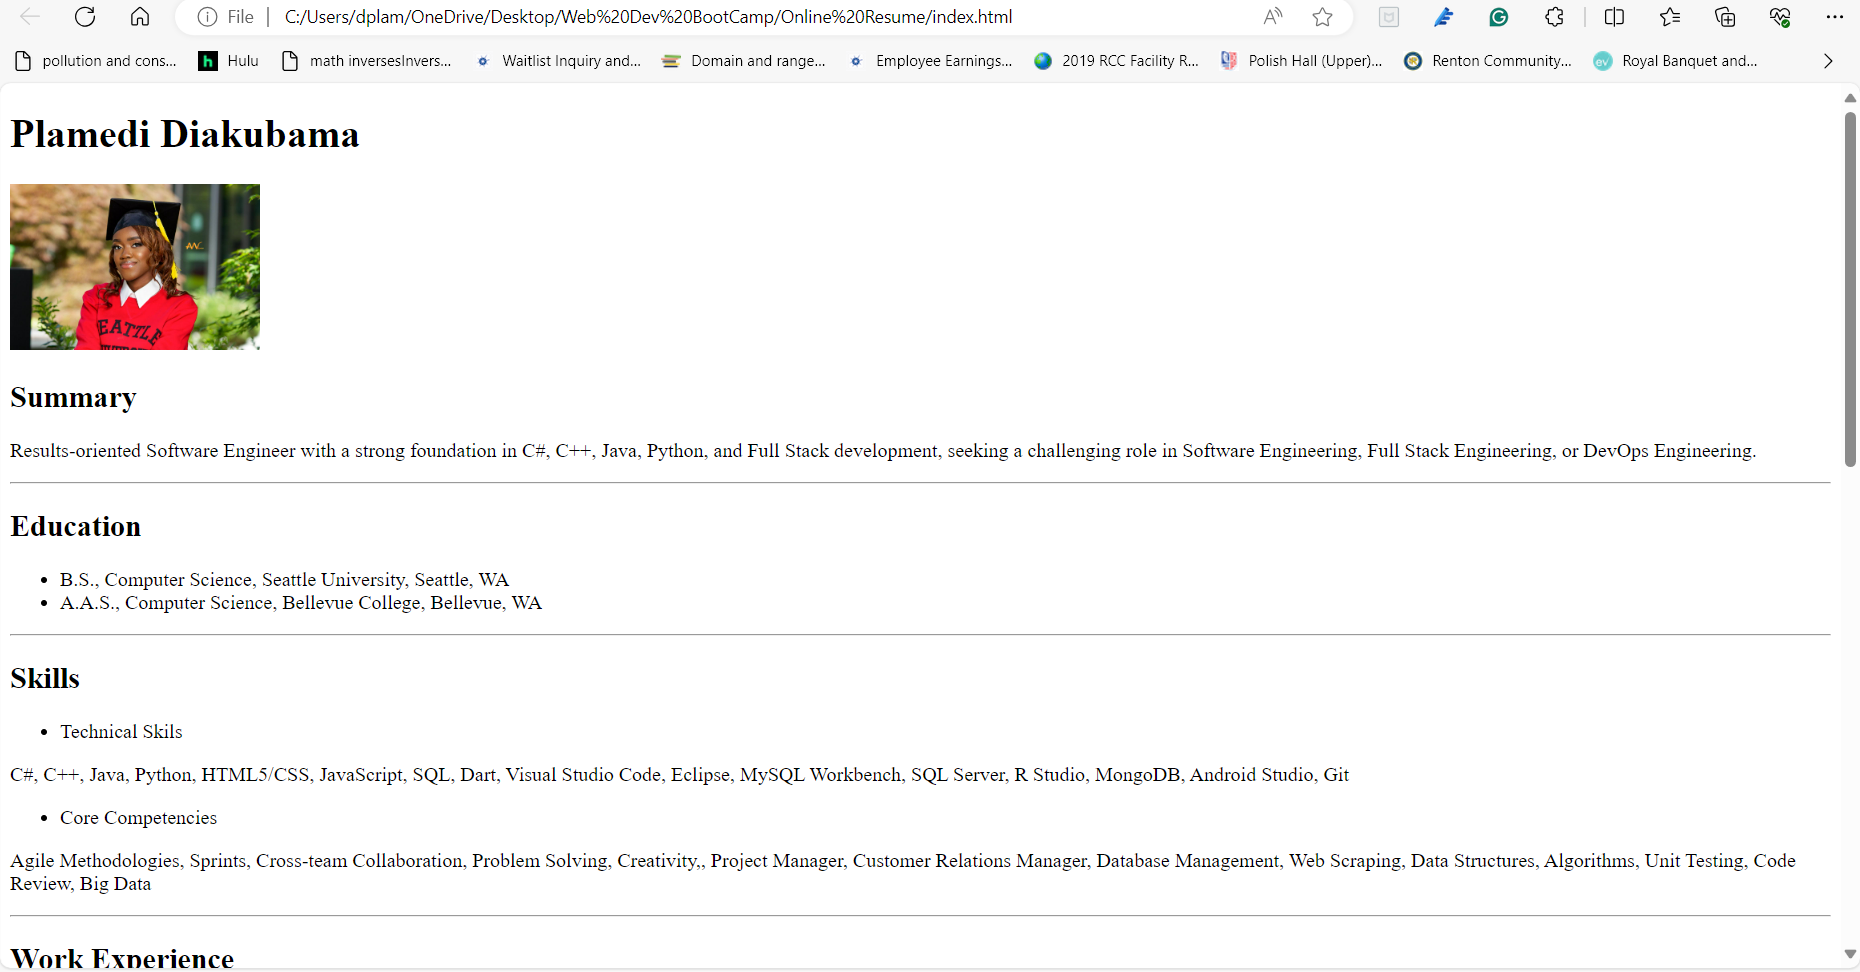 File | C:/Users/dplam/OneDrive/Desktop/Web%20Dev%20BootCamp/Online%20Resume/index.html
pollution and cons... Hulu math inversesInvers... Waitlist Inquiry and... Domain and range... Employee Earnings... 2019 RCC Facility R... Polish Hall (Upper)... Renton Community... ev Royal Banquet and...
Plamedi Diakubama
SEATTLE
Summary
Results-oriented Software Engineer with a strong foundation in C#, C++, Java, Python, and Full Stack development, seeking a challenging role in Software Engineering, Full Stack Engineering, or DevOps Engineering.
Education
• B.S., Computer Science, Seattle University, Seattle, WA
• A.A.S., Computer Science, Bellevue College, Bellevue, WA
Skills
• Technical Skils
C#, C++, Java, Python, HTML5/CSS, JavaScript, SQL, Dart, Visual Studio Code, Eclipse, MySQL Workbench, SQL Server, R Studio, MongoDB, Android Studio, Git
• Core Competencies
Agile Methodologies, Sprints, Cross-team Collaboration, Problem Solving, Creativity,, Project Manager, Customer Relations Manager, Database Management, Web Scraping, Data Structures, Algorithms, Unit Testing, Code
Review, Big Data
Work Experience